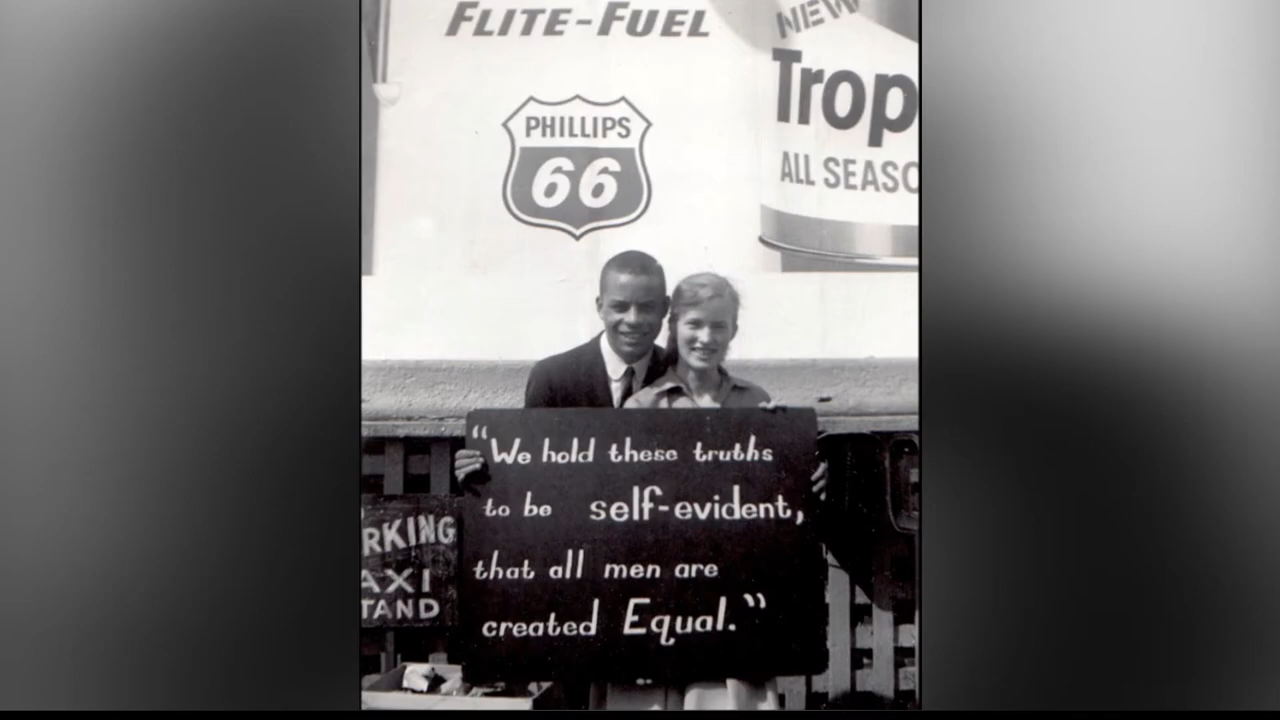 FLITE-FUEL
NEW
Trop
ALL SEASO
PHILLIPS
66
"We hold these truths
to be self-evident,
that all men are
created Equal."
RKING
AXI
TAND